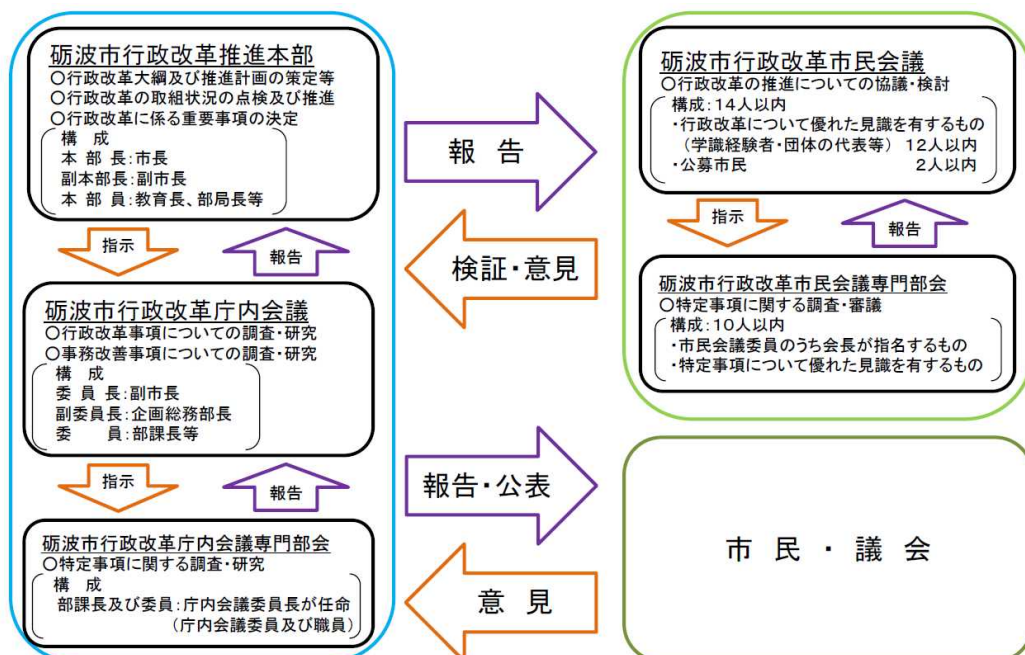 砺波市行政改革推進本部
○行政改革大綱及び推進計画の策定等
○行政改革の取組状況の点検及び推進
○行政改革に係る重要事項の決定
構　成
本 部 長：市長
副本部長：副市長
本 部 員：教育長、部局長等
指示
報告
砺波市行政改革庁内会議
○行政改革事項についての調査・研究
○事務改善事項についての調査・研究
構　成
委 員 長：副市長
副委員長：企画総務部長
委　　員：部課長等
指示
報告
砺波市行政改革庁内会議専門部会
○特定事項に関する調査・研究
構　成
部課長及び委員：庁内会議委員長が任命
（庁内会議委員及び職員）
報　告
検証・意見
報告・公表
意　見
砺波市行政改革市民会議
○行政改革の推進についての協議・検討
構成：14人以内
・行政改革について優れた見識を有するもの
（学識経験者・団体の代表等） 12人以内
・公募市民　　2人以内
指示
報告
砺波市行政改革市民会議専門部会
○特定事項に関する調査・審議
構成：10人以内
・市民会議委員のうち会長が指名するもの
・特定事項について優れた見識を有するもの
市　民　・　議　会